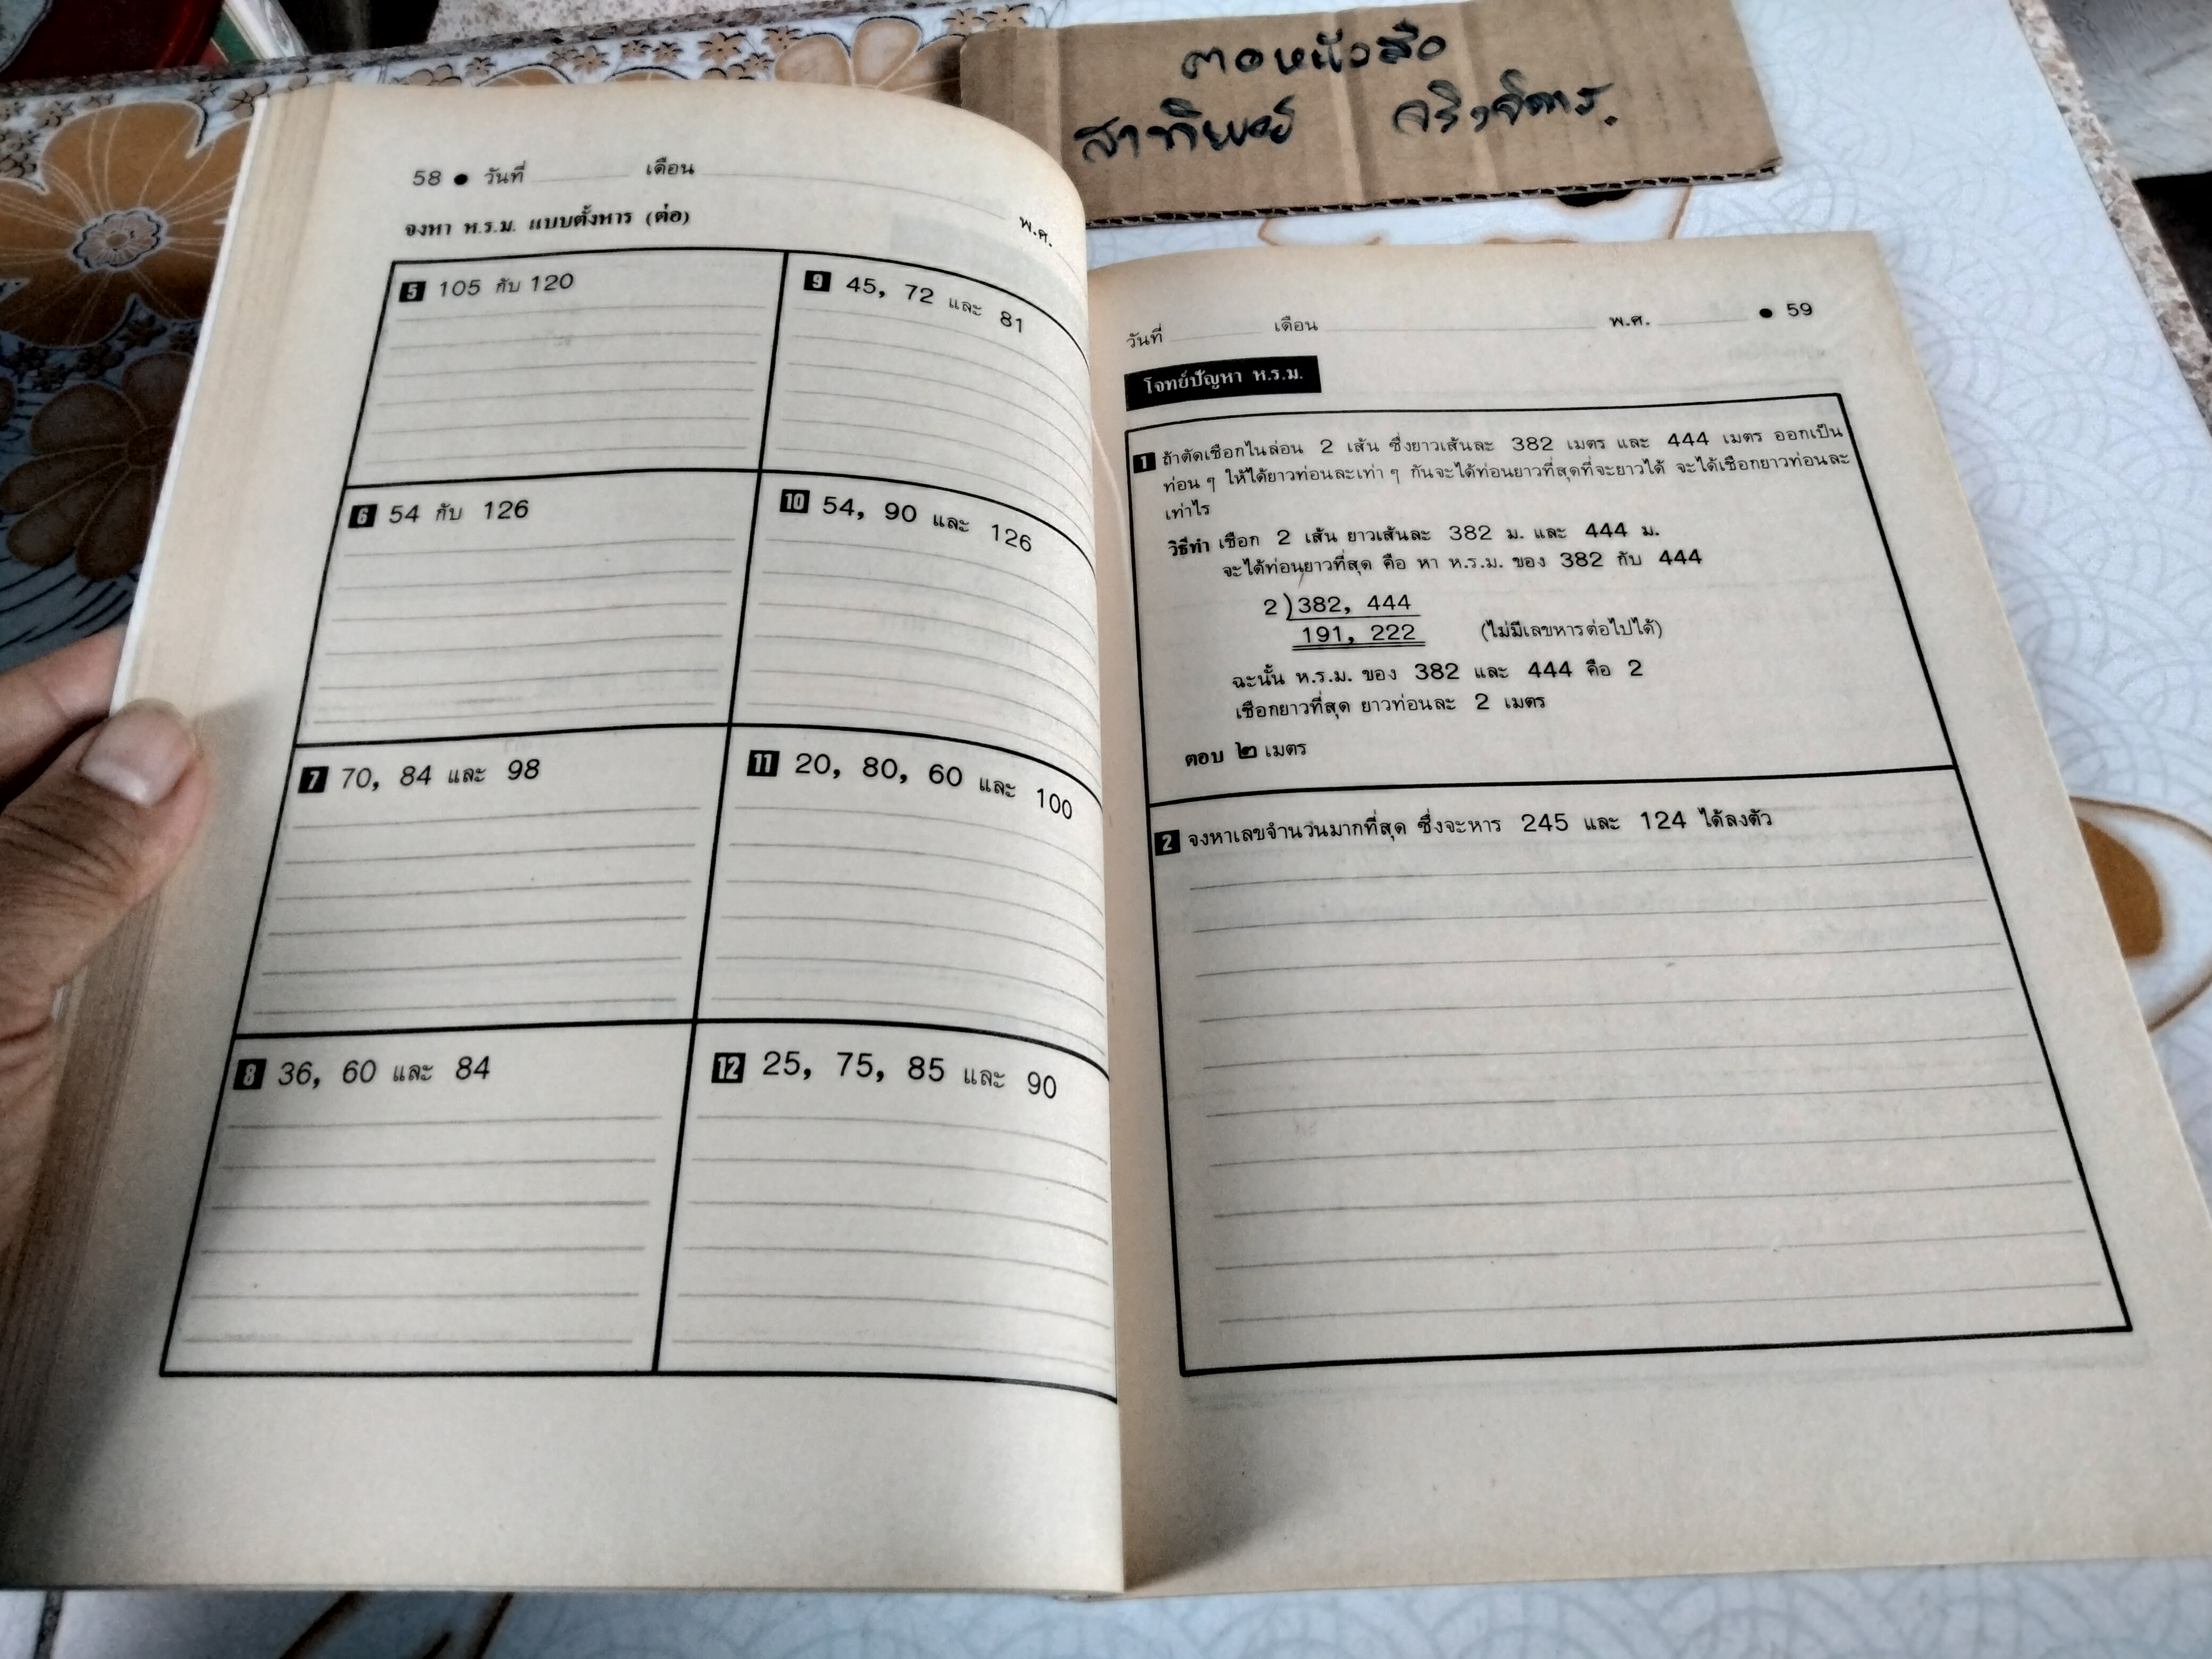 ตอหนังสือ
สาทิพย์ จริงจิตร.
58 ● วันที่ เดือน พ.ศ.
จงหา ห.ร.ม. แบบตั้งหาร (ต่อ)
5 105 กับ 120
6 54 กับ 126
7 70, 84 และ 98
8 36, 60 และ 84
9 45, 72 และ 81
10 54, 90 และ 126
11 20, 80, 60 และ 100
12 25, 75, 85 และ 90
วันที่ เดือน พ.ศ. ● 59
โจทย์ปัญหา ห.ร.ม.
1 ถ้าตัดเชือกไนล่อน 2 เส้น ซึ่งยาวเส้นละ 382 เมตร และ 444 เมตร ออกเป็น
ท่อน ๆ ให้ได้ยาวท่อนละเท่า ๆ กันจะได้ท่อนยาวที่สุดที่จะยาวได้ จะได้เชือกยาวท่อนละ
เท่าไร
วิธีทำ เชือก 2 เส้น ยาวเส้นละ 382 ม. และ 444 ม.
จะได้ท่อนยาวที่สุด คือ หา ห.ร.ม. ของ 382 กับ 444
2 ) 382, 444
191, 222 (ไม่มีเลขหารต่อไปได้)
ฉะนั้น ห.ร.ม. ของ 382 และ 444 คือ 2
เชือกยาวที่สุด ยาวท่อนละ 2 เมตร
ตอบ ๒ เมตร
2 จงหาเลขจำนวนมากที่สุด ซึ่งจะหาร 245 และ 124 ได้ลงตัว